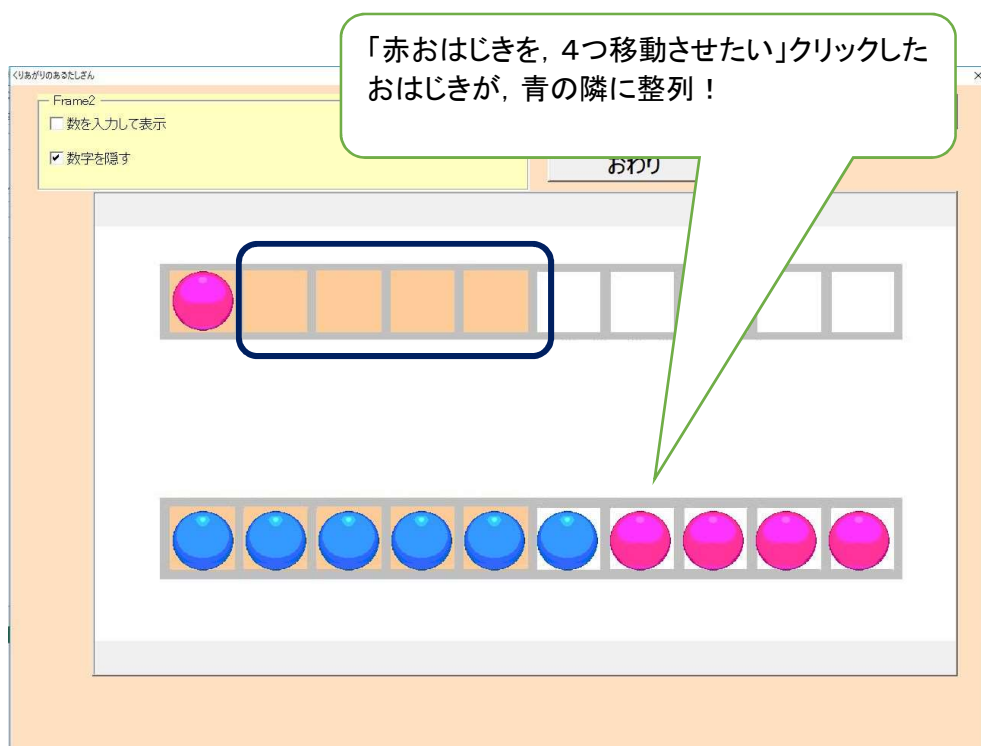 「赤おはじきを，４つ移動させたい」クリックした
おはじきが，青の隣に整列！
くりあがりのあるたしざん
Frame2
数を入力して表示
数字を隠す
おわり